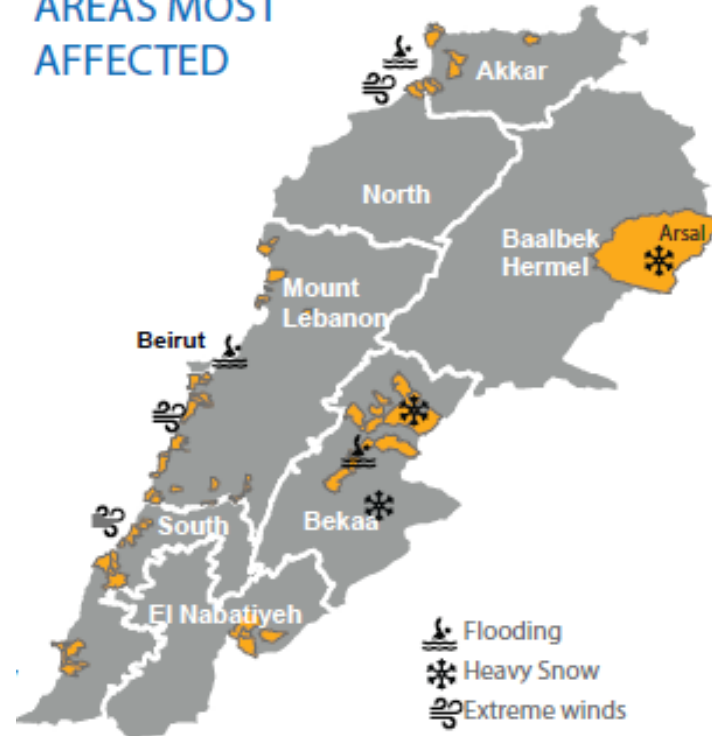 AREAS MOST
AFFECTED
Akkar
North
Baalbek
Hermel
Arsal
Mount
Lebanon
Beirut
South
Bekaa
El Nabatiyeh
Flooding
Heavy Snow
Extreme winds